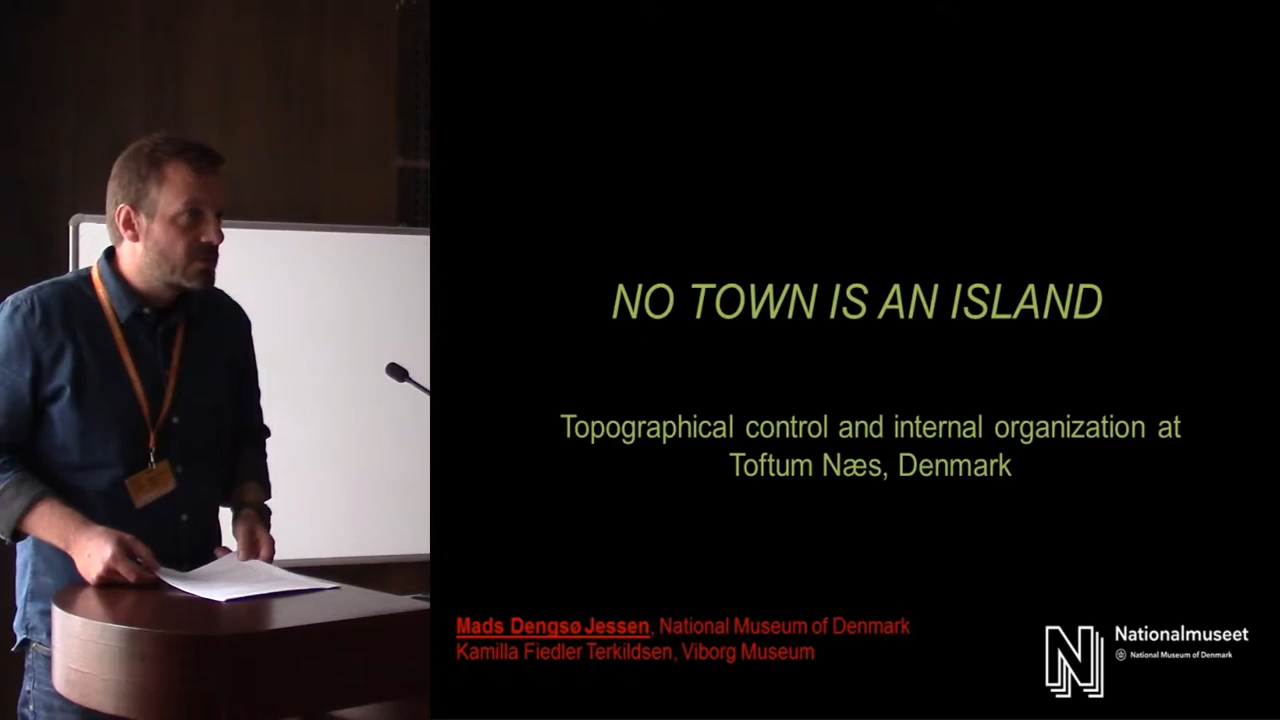 NO TOWN IS AN ISLAND
Topographical control and internal organization at
Toftum Næs, Denmark
Mads Dengsø Jessen, National Museum of Denmark
Kamilla Fiedler Terkildsen, Viborg Museum
Nationalmuseet
National Museum of Denmark